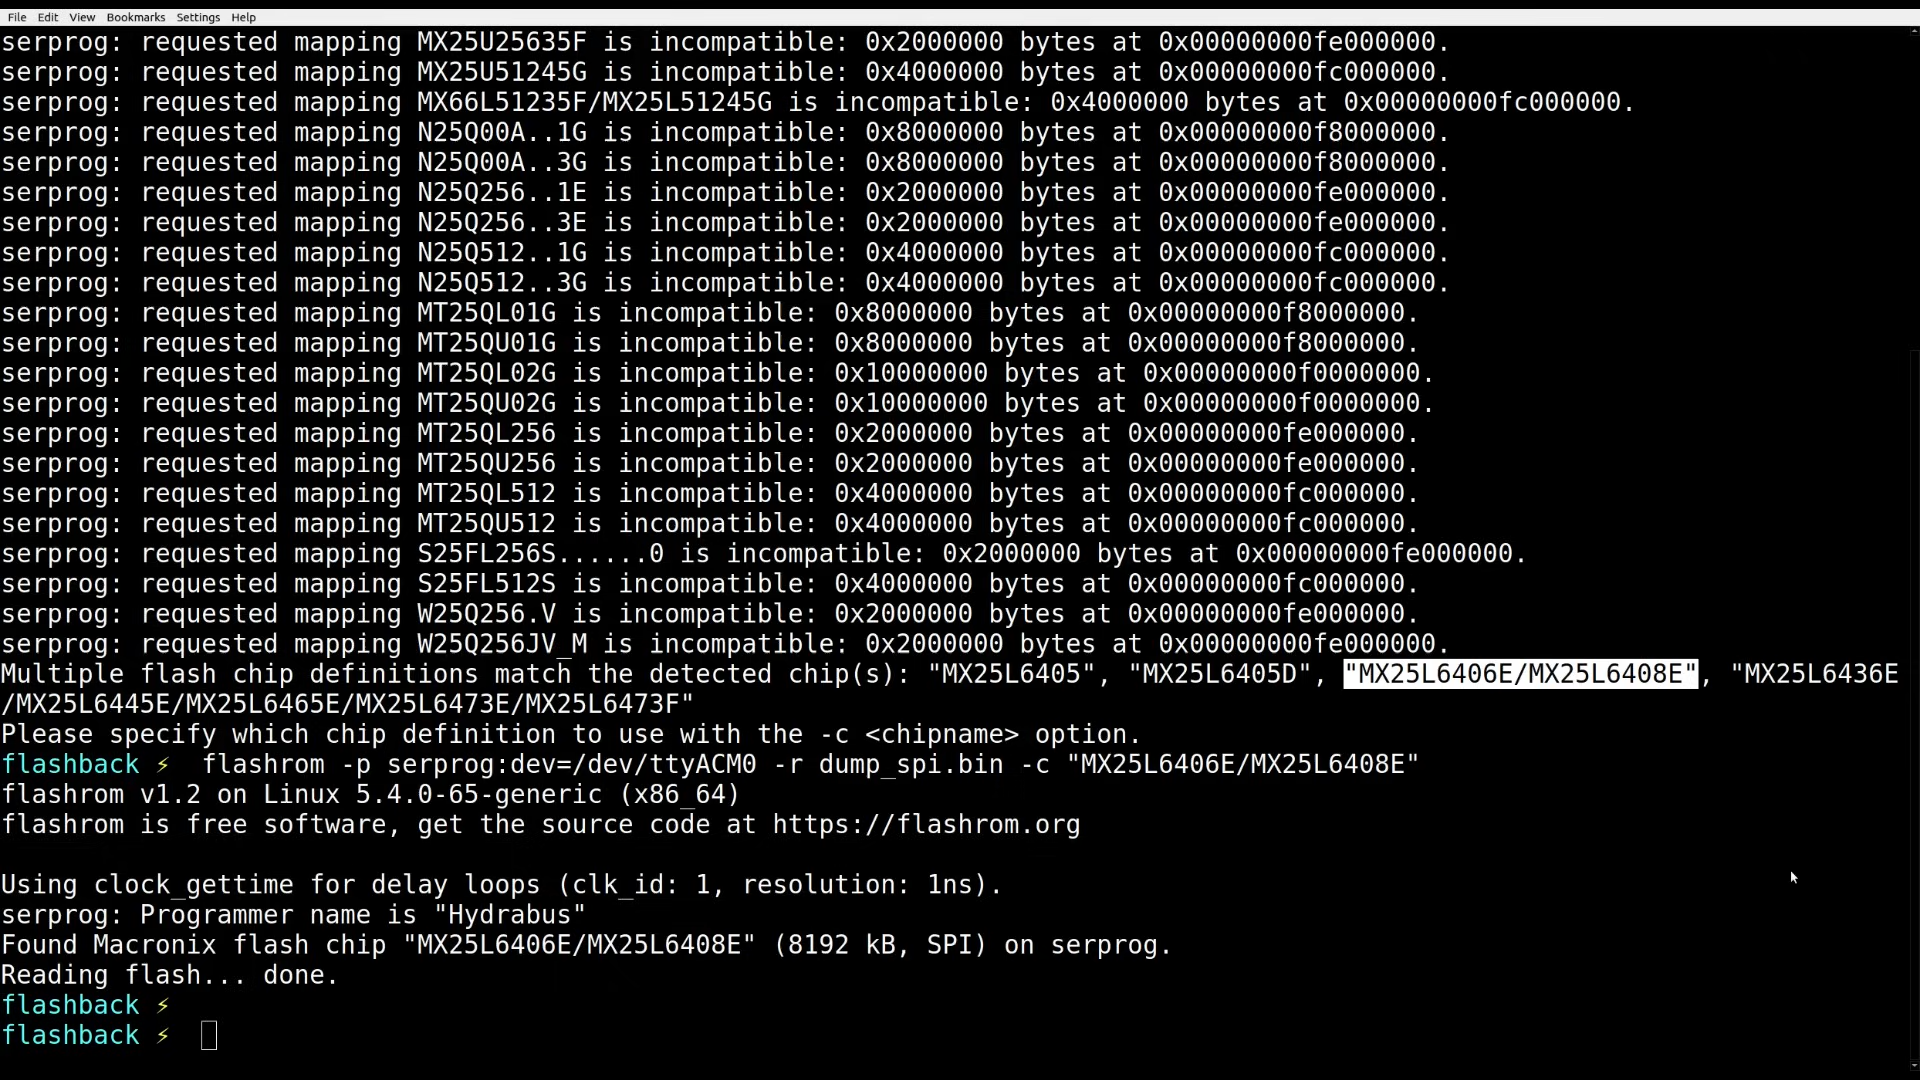 File Edit View Bookmarks Settings Help
serprog: requested mapping MX25U25635F is incompatible: 0x2000000 bytes at 0x00000000fe000000.
serprog: requested mapping MX25U51245G is incompatible: 0x4000000 bytes at 0x00000000fc000000.
serprog: requested mapping MX66L51235F/MX25L51245G is incompatible: 0x4000000 bytes at 0x00000000fc000000.
serprog: requested mapping N25Q00A..1G is incompatible: 0x8000000 bytes at 0x00000000f8000000.
serprog: requested mapping N25Q00A..3G is incompatible: 0x8000000 bytes at 0x00000000f8000000.
serprog: requested mapping N25Q256..1E is incompatible: 0x2000000 bytes at 0x00000000fe000000.
serprog: requested mapping N25Q256..3E is incompatible: 0x2000000 bytes at 0x00000000fe000000.
serprog: requested mapping N25Q512..1G is incompatible: 0x4000000 bytes at 0x00000000fc000000.
serprog: requested mapping N25Q512..3G is incompatible: 0x4000000 bytes at 0x00000000fc000000.
serprog: requested mapping MT25QL01G is incompatible: 0x8000000 bytes at 0x00000000f8000000.
serprog: requested mapping MT25QU01G is incompatible: 0x8000000 bytes at 0x00000000f8000000.
serprog: requested mapping MT25QL02G is incompatible: 0x10000000 bytes at 0x00000000f0000000.
serprog: requested mapping MT25QU02G is incompatible: 0x10000000 bytes at 0x00000000f0000000.
serprog: requested mapping MT25QL256 is incompatible: 0x2000000 bytes at 0x00000000fe000000.
serprog: requested mapping MT25QU256 is incompatible: 0x2000000 bytes at 0x00000000fe000000.
serprog: requested mapping MT25QL512 is incompatible: 0x4000000 bytes at 0x00000000fc000000.
serprog: requested mapping MT25QU512 is incompatible: 0x4000000 bytes at 0x00000000fc000000.
serprog: requested mapping S25FL256S......0 is incompatible: 0x2000000 bytes at 0x00000000fe000000.
serprog: requested mapping S25FL512S is incompatible: 0x4000000 bytes at 0x00000000fc000000.
serprog: requested mapping W25Q256.V is incompatible: 0x2000000 bytes at 0x00000000fe000000.
serprog: requested mapping W25Q256JV_M is incompatible: 0x2000000 bytes at 0x00000000fe000000.
Multiple flash chip definitions match the detected chip(s): "MX25L6405", "MX25L6405D", "MX25L6406E/MX25L6408E", "MX25L6436E
/MX25L6445E/MX25L6465E/MX25L6473E/MX25L6473F"
Please specify which chip definition to use with the -c <chipname> option.
flashback ⚡ flashrom -p serprog:dev=/dev/ttyACM0 -r dump_spi.bin -c "MX25L6406E/MX25L6408E"
flashrom v1.2 on Linux 5.4.0-65-generic (x86_64)
flashrom is free software, get the source code at https://flashrom.org
Using clock_gettime for delay loops (clk_id: 1, resolution: 1ns).
serprog: Programmer name is "Hydrabus"
Found Macronix flash chip "MX25L6406E/MX25L6408E" (8192 kB, SPI) on serprog.
Reading flash... done.
flashback ⚡
flashback ⚡